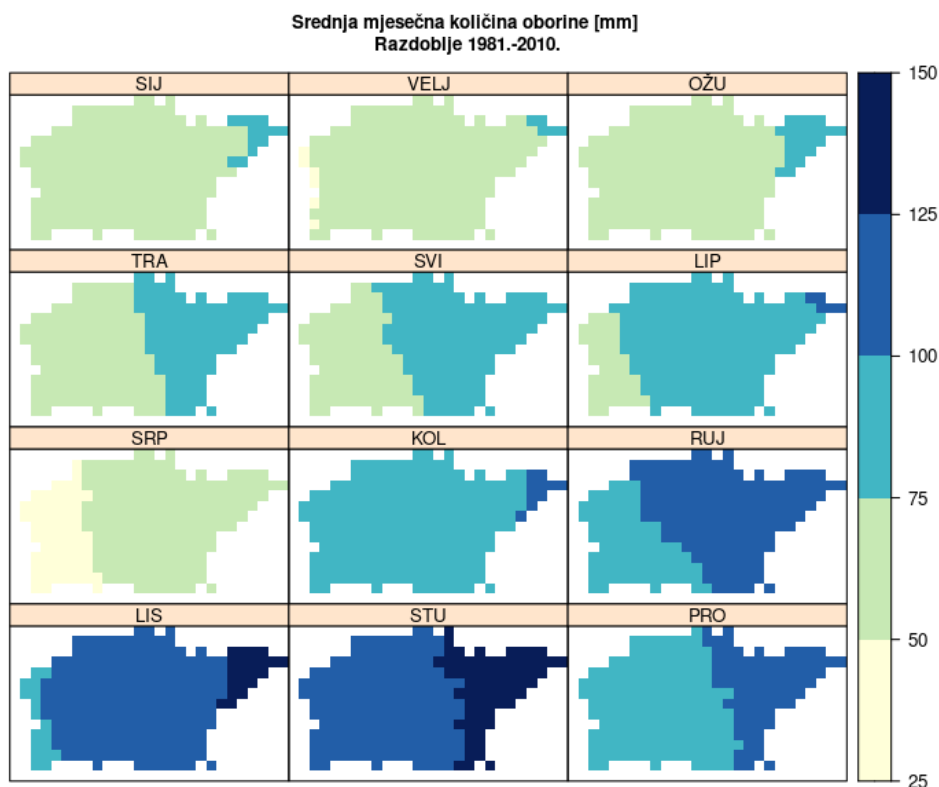 Srednja mjesečna količina oborine [mm]
Razdoblje 1981.-2010.
SIJ VELJ OŽU
TRA SVI LIP
SRP KOL RUJ
LIS STU PRO
150
125
100
75
50
25